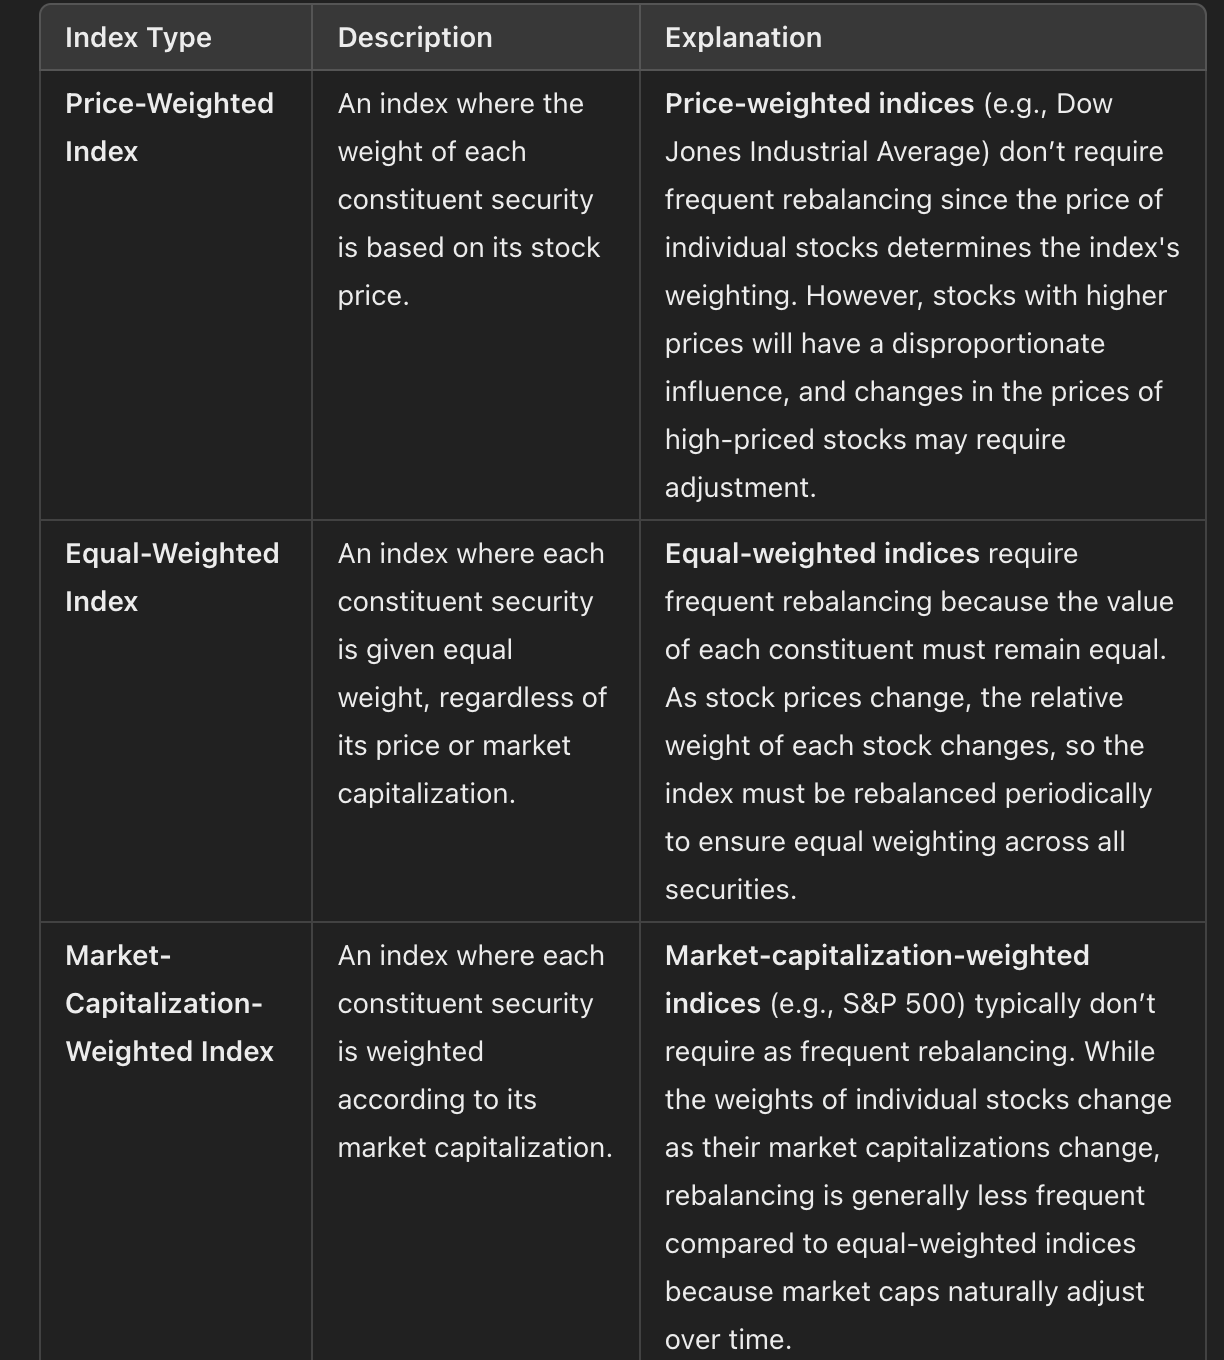 Index Type
Description
Explanation
Price-Weighted
Index
An index where the
weight of each
constituent security
is based on its stock
price.
Price-weighted indices (e.g., Dow
Jones Industrial Average) don’t require
frequent rebalancing since the price of
individual stocks determines the index's
weighting. However, stocks with higher
prices will have a disproportionate
influence, and changes in the prices of
high-priced stocks may require
adjustment.
Equal-Weighted
Index
An index where each
constituent security
is given equal
weight, regardless of
its price or market
capitalization.
Equal-weighted indices require
frequent rebalancing because the value
of each constituent must remain equal.
As stock prices change, the relative
weight of each stock changes, so the
index must be rebalanced periodically
to ensure equal weighting across all
securities.
Market-
Capitalization-
Weighted Index
An index where each
constituent security
is weighted
according to its
market capitalization.
Market-capitalization-weighted
indices (e.g., S&P 500) typically don’t
require as frequent rebalancing. While
the weights of individual stocks change
as their market capitalizations change,
rebalancing is generally less frequent
compared to equal-weighted indices
because market caps naturally adjust
over time.